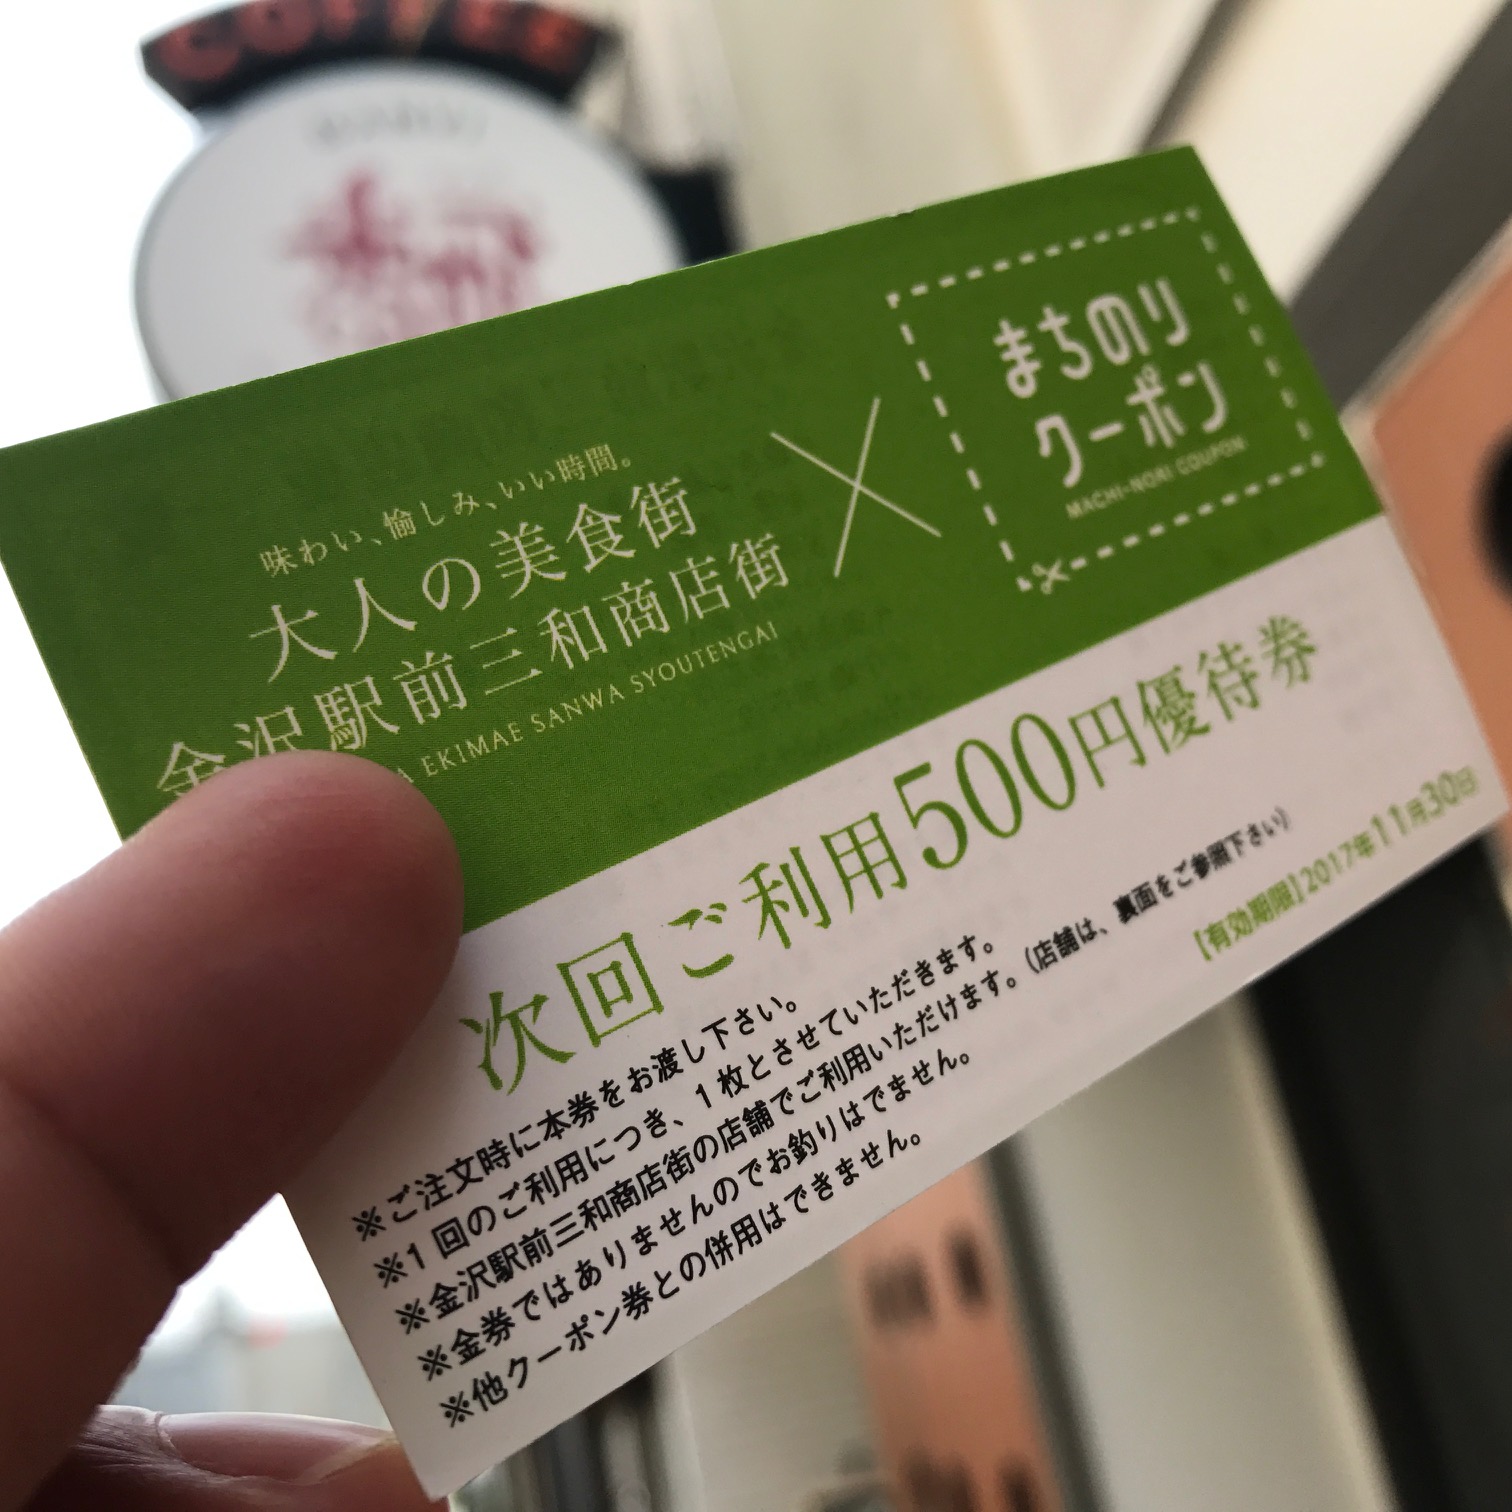 COFFEE
味わい、愉しみ、いい時間。
大人の美食街
金沢駅前三和商店街
EKIMAE SANWA SYOUTENGAI
まちのり
クーポン
MACHI-NORI COUPON
次回ご利用500円優待券
【有効期限】2017年11月30日
※ご注文時に本券をお渡し下さい。
※1回のご利用につき、1枚とさせていただきます。
※金沢駅前三和商店街の店舗でご利用いただけます。(店舗は、裏面をご参照下さい)
※金券ではありませんのでお釣りはでません。
※他クーポン券との併用はできません。